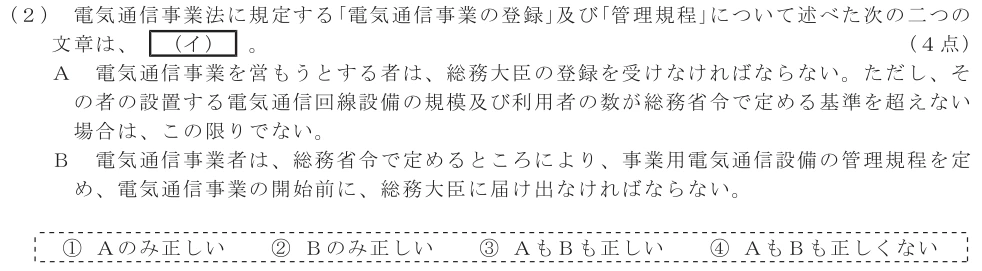 (2) 電気通信事業法に規定する「電気通信事業の登録」及び「管理規程」について述べた次の二つの
文章は、 (イ) 。 (4点)
A 電気通信事業を営もうとする者は、総務大臣の登録を受けなければならない。ただし、そ
の者の設置する電気通信回線設備の規模及び利用者の数が総務省令で定める基準を超えない
場合は、この限りでない。
B 電気通信事業者は、総務省令で定めるところにより、事業用電気通信設備の管理規程を定
め、電気通信事業の開始前に、総務大臣に届け出なければならない。
① Aのみ正しい ② Bのみ正しい ③ AもBも正しい ④ AもBも正しくない